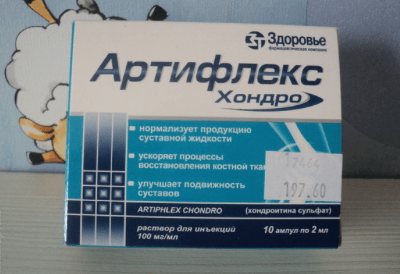 Здоровье
фармацевтическая компания
Артифлекс
Хондро
нормализует продукцию
суставной жидкости
ускоряет процессы
восстановления костной тка
улучшает подвижность
суставов
197.60
ARTIPHLEX CHONDRO (хондроитина сульфат)
раствор для инъекций 10 ампул по 2 мл
100 мг/мл